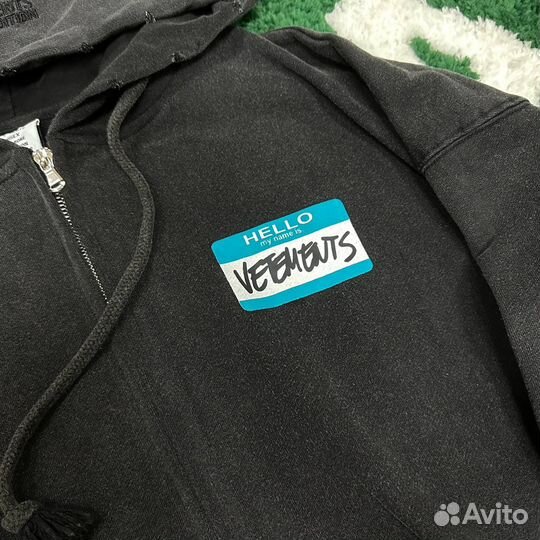 HELLO
my name is
VETEMENTS
Avito